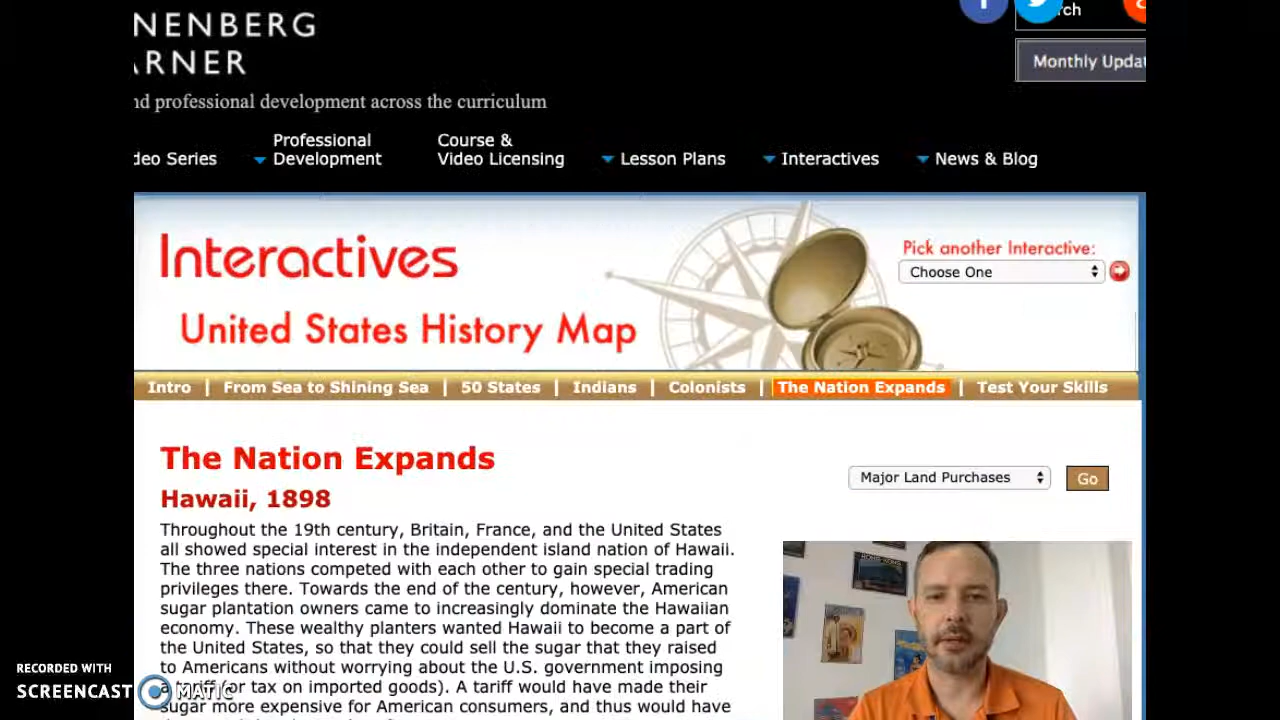 NENBERG
ARNER
nd professional development across the curriculum
rch
Monthly Updat
deo Series
Professional Development
Course & Video Licensing
Lesson Plans
Interactives
News & Blog
Interactives
United States History Map
Pick another Interactive:
Choose One
Intro | From Sea to Shining Sea | 50 States | Indians | Colonists | The Nation Expands | Test Your Skills
The Nation Expands
Major Land Purchases
Go
Hawaii, 1898
Throughout the 19th century, Britain, France, and the United States
all showed special interest in the independent island nation of Hawaii.
The three nations competed with each other to gain special trading
privileges there. Towards the end of the century, however, American
sugar plantation owners came to increasingly dominate the Hawaiian
economy. These wealthy planters wanted Hawaii to become a part of
the United States, so that they could sell the sugar that they raised
to Americans without worrying about the U.S. government imposing
a tariff (or tax on imported goods). A tariff would have made their
sugar more expensive for American consumers, and thus would have
RECORDED WITH
SCREENCAST MATIC